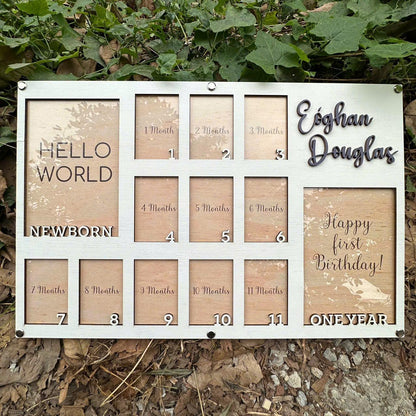 HELLO
WORLD
NEWBORN
1 Months
1
2 Months
2
3 Months
3
Eóghan
Douglas
4 Months
4
5 Months
5
6 Months
6
Happy
first
Birthday!
7 Months
7
8 Months
8
9 Months
9
10 Months
10
11 Months
11
ONE YEAR